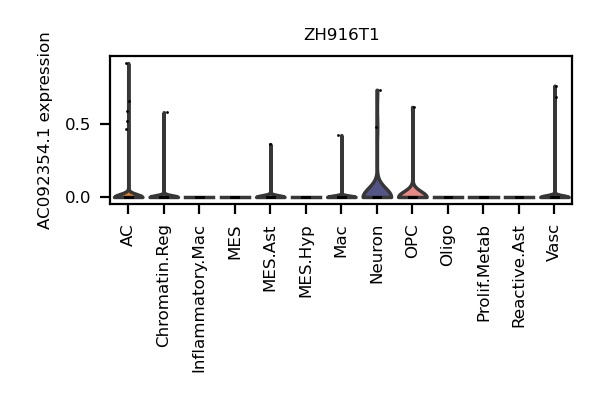 ZH916T1
AC092354.1 expression
0.5
0.0
AC
Chromatin.Reg
Inflammatory.Mac
MES
MES.Ast
MES.Hyp
Mac
Neuron
OPC
Oligo
Prolif.Metab
Reactive.Ast
Vasc